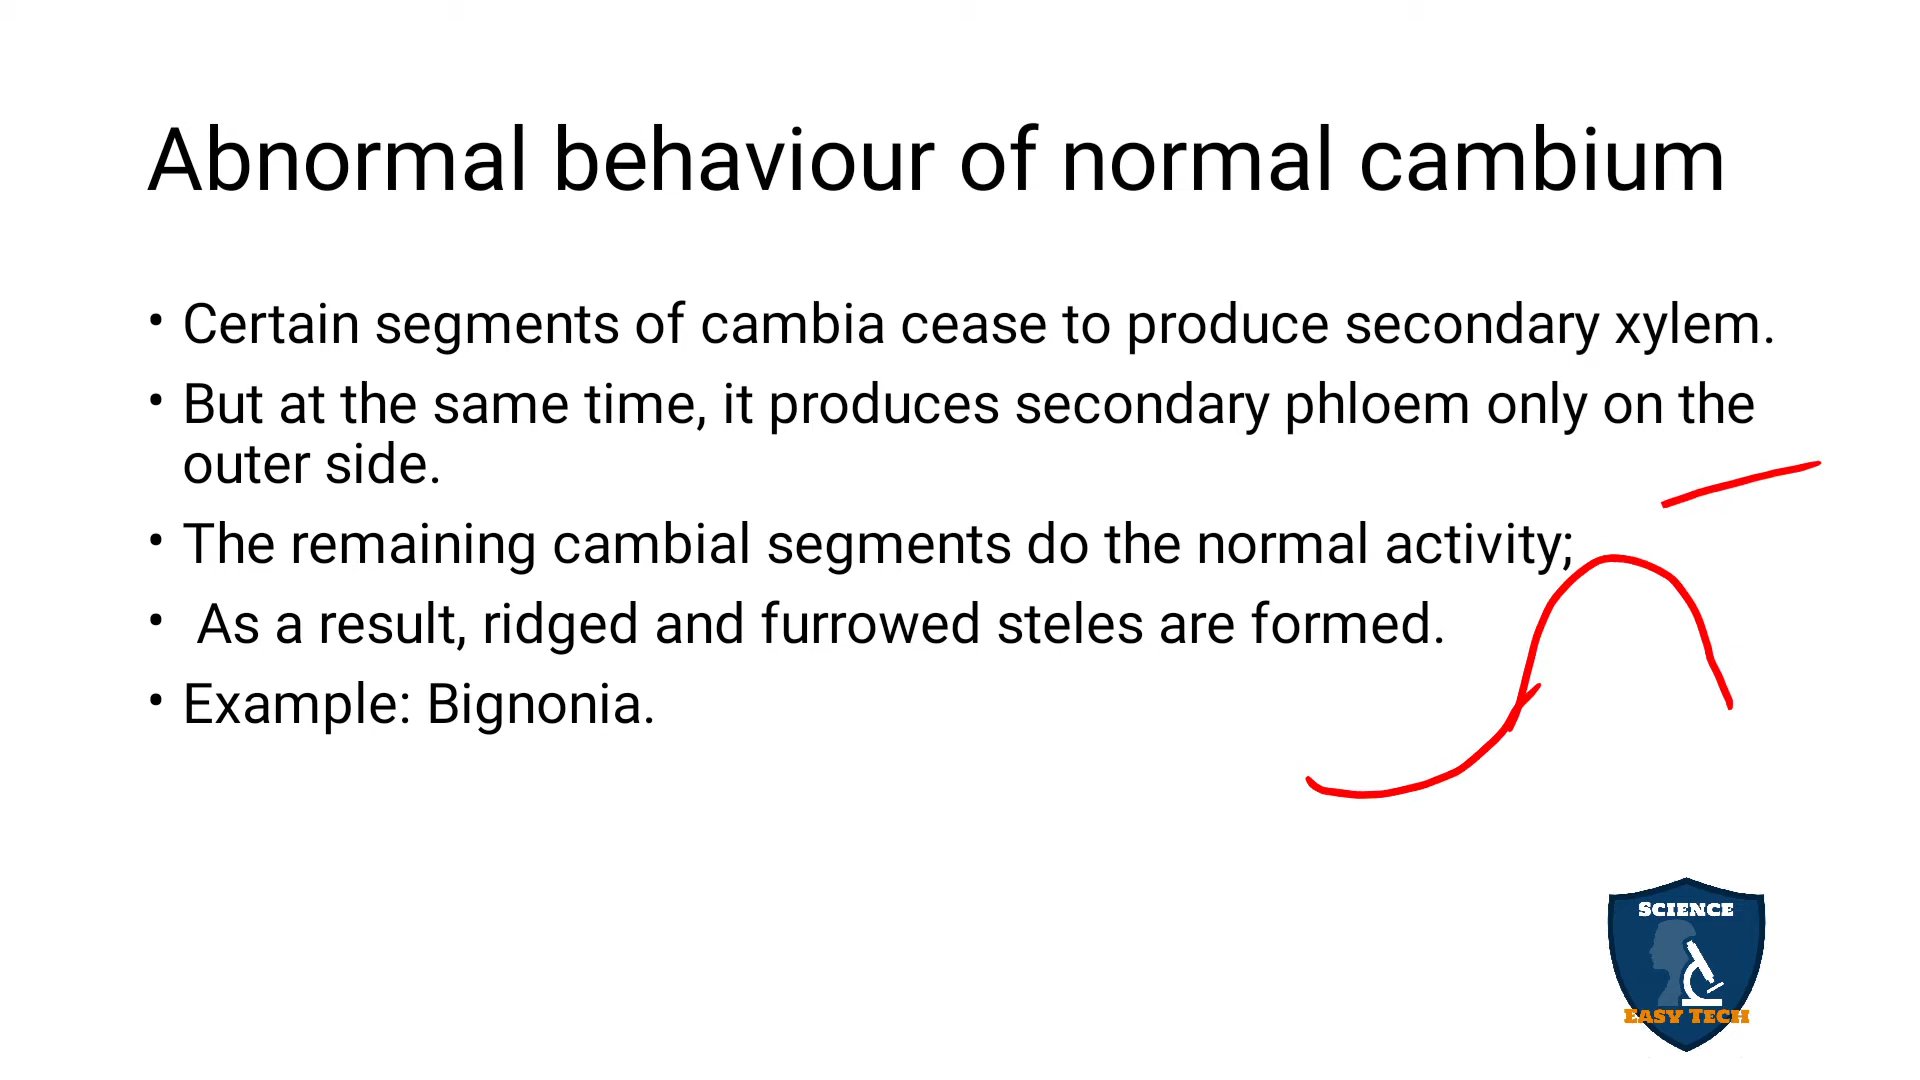 Abnormal behaviour of normal cambium
• Certain segments of cambia cease to produce secondary xylem.
• But at the same time, it produces secondary phloem only on the
outer side.
• The remaining cambial segments do the normal activity;
• As a result, ridged and furrowed steles are formed.
• Example: Bignonia.
SCIENCE
EASY TECH